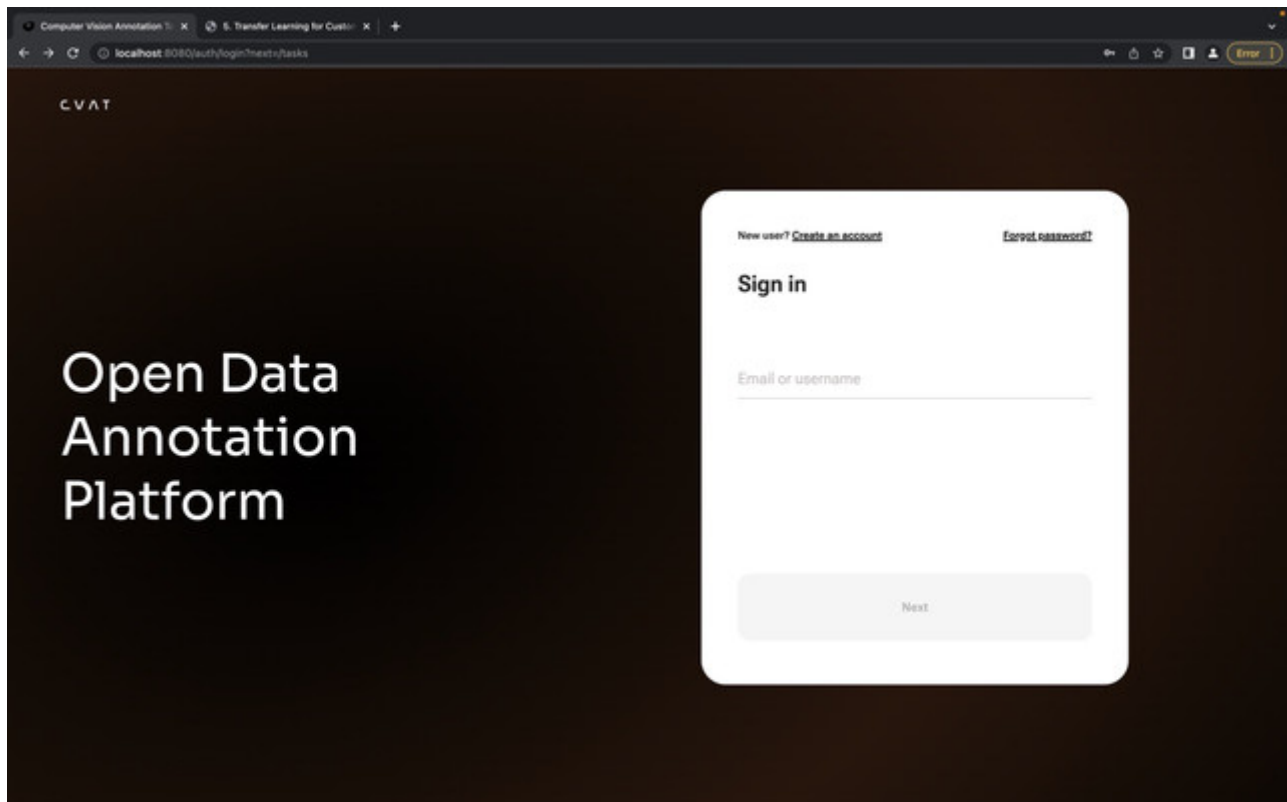 Computer Vision Annotation T
5. Transfer Learning for Custo
localhost:8080/auth/login?next=/tasks
Error
CVAT
New user? Create an account
Forgot password?
Sign in
Open Data
Annotation
Platform
Email or username
Next